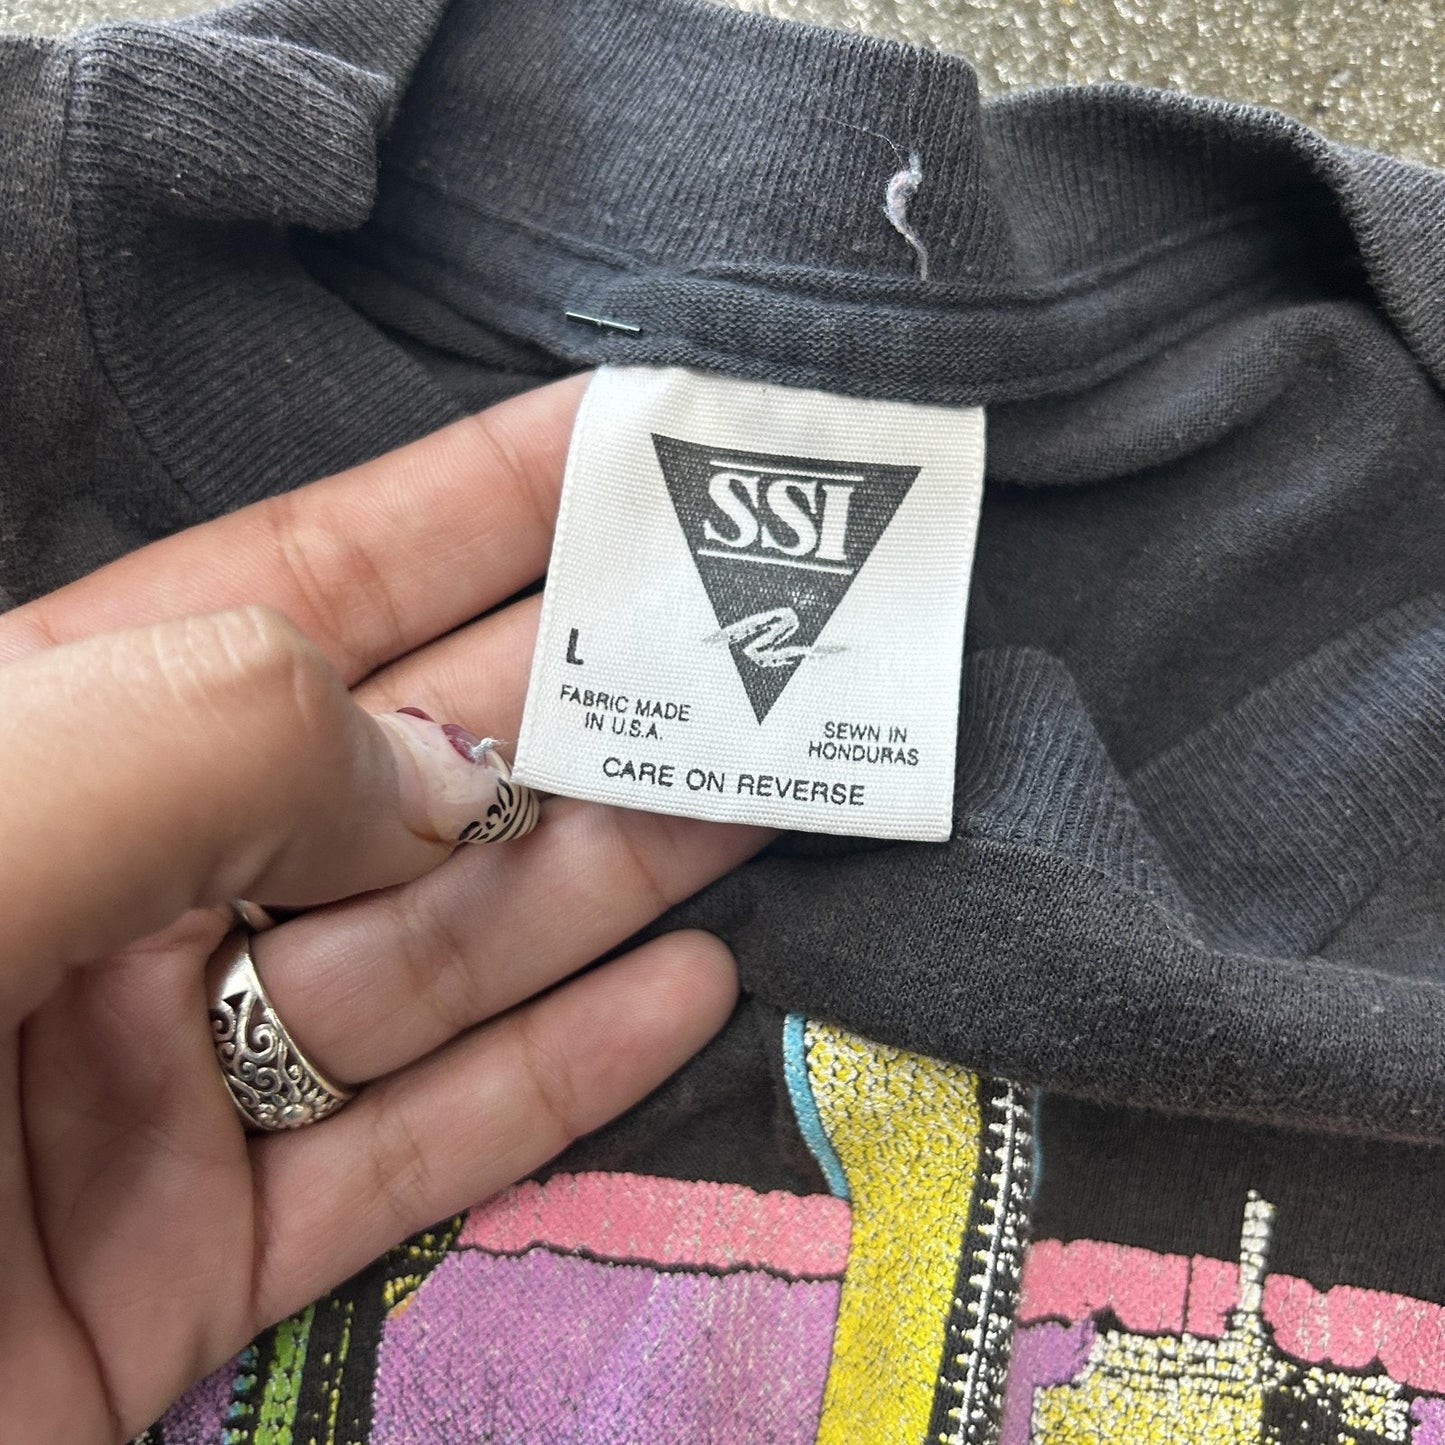 SSI
L
FABRIC MADE
IN U.S.A.
SEWN IN
HONDURAS
CARE ON REVERSE